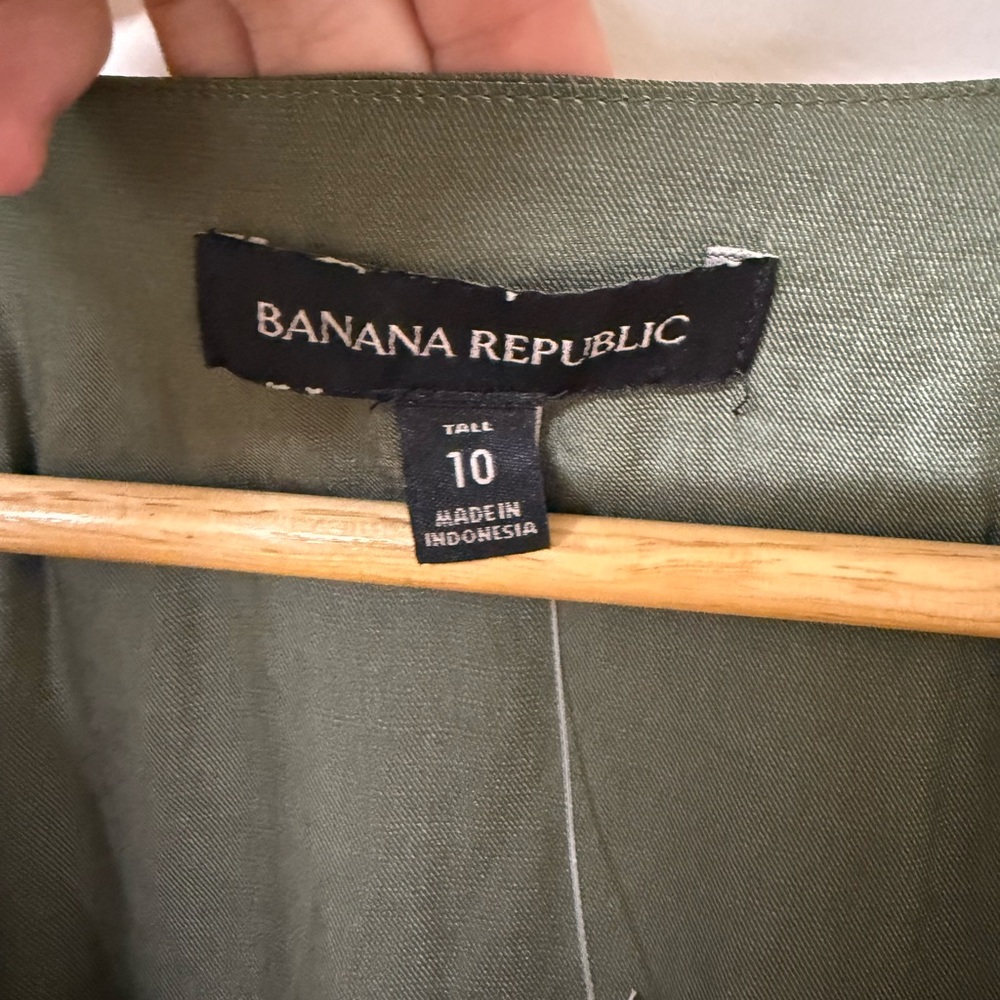 BANANA REPUBLIC
TALL
10
MADE IN
INDONESIA